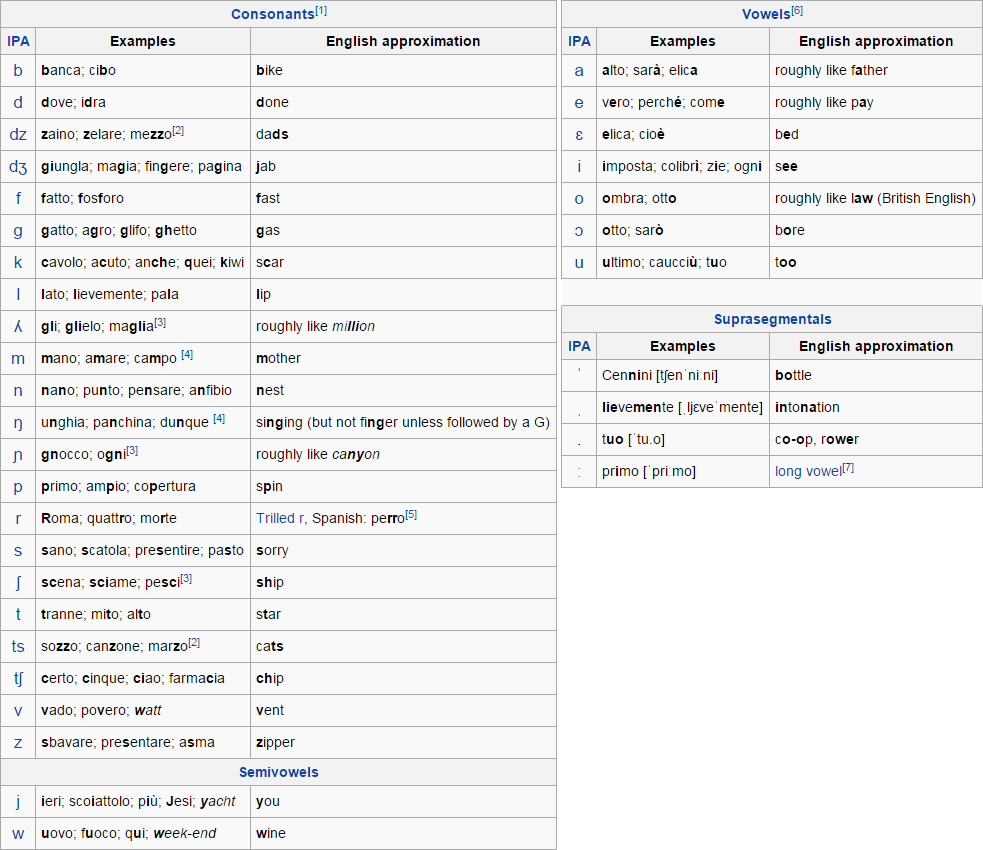 Consonants[1]
IPA Examples English approximation
b banca; cibo bike
d dove; idra done
dz zaino; zelare; mezzo[2] dads
dʒ giungla; magia; fingere; pagina jab
f fatto; fosforo fast
g gatto; agro; glifo; ghetto gas
k cavolo; acuto; anche; quei; kiwi scar
l lato; lievemente; pala lip
ʎ gli; glielo; maglia[3] roughly like million
m mano; amare; campo [4] mother
n nano; punto; pensare; anfibio nest
ŋ unghia; panchina; dunque [4] singing (but not finger unless followed by a G)
ɲ gnocco; ogni[3] roughly like canyon
p primo; ampio; copertura spin
r Roma; quattro; morte Trilled r, Spanish: perro[5]
s sano; scatola; presentire; pasto sorry
ʃ scena; sciame; pesci[3] ship
t tranne; mito; alto star
ts sozzo; canzone; marzo[2] cats
tʃ certo; cinque; ciao; farmacia chip
v vado; povero; watt vent
z sbavare; presentare; asma zipper
Semivowels
j ieri; scoiattolo; più; Jesi; yacht you
w uovo; fuoco; qui; week-end wine
Vowels[6]
IPA Examples English approximation
a alto; sarà; elica roughly like father
e vero; perché; come roughly like pay
ɛ elica; cioè bed
i imposta; colibrì; zie; ogni see
o ombra; otto roughly like law (British English)
ɔ otto; sarò bore
u ultimo; caucciù; tuo too
Suprasegmentals
IPA Examples English approximation
ˈ Cennini [tʃenˈniːni] bottle
ˌ lievemente [ˌljɛveˈmente] intonation
. tuo [ˈtu.o] co-op, rower
ː primo [ˈpriːmo] long vowel[7]